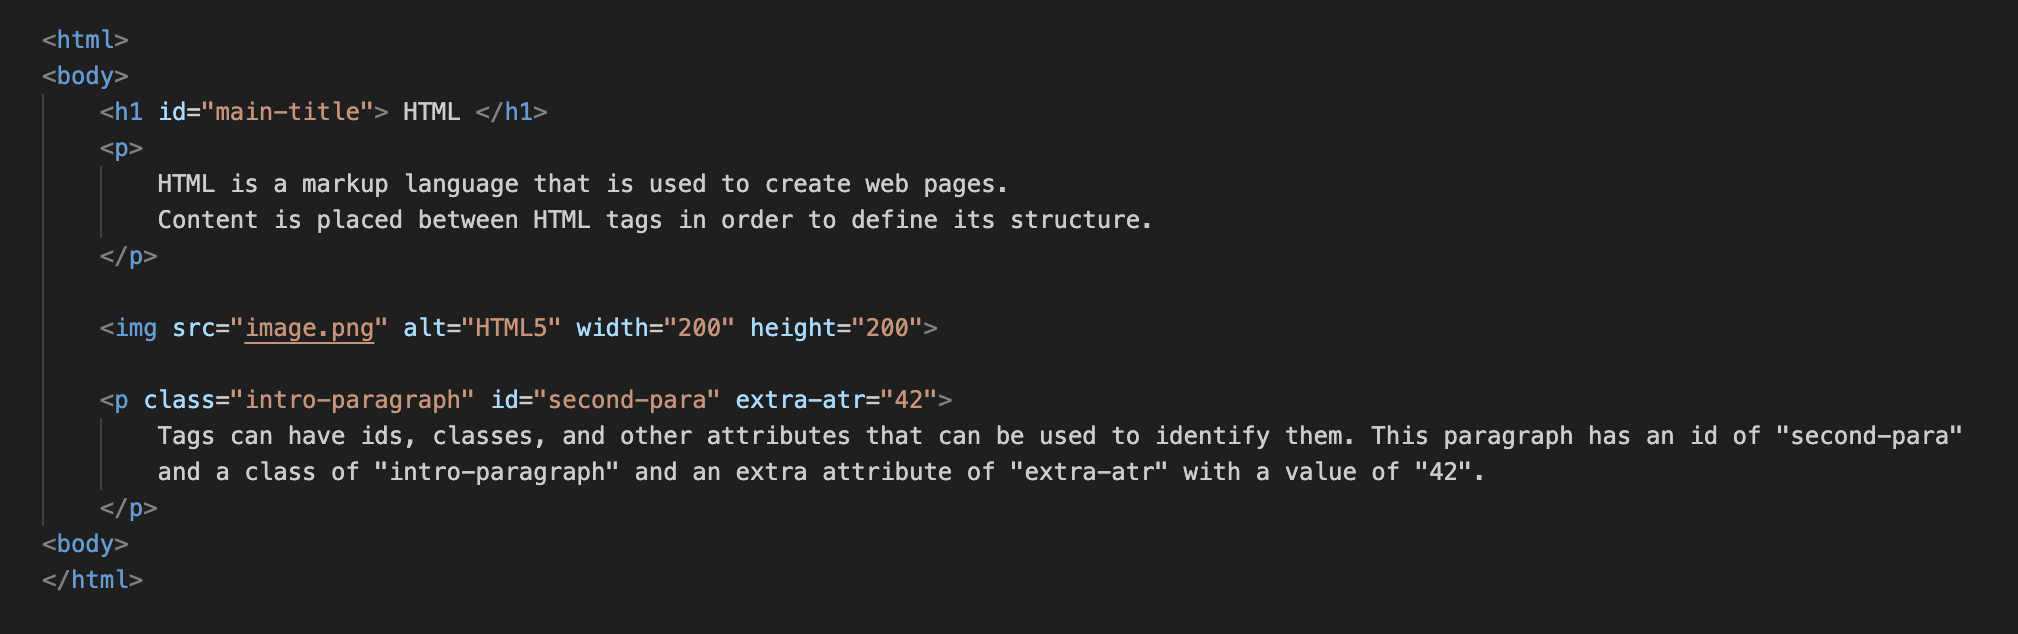 <html>
<body>
<h1 id="main-title"> HTML </h1>
<p>
HTML is a markup language that is used to create web pages.
Content is placed between HTML tags in order to define its structure.
</p>
<img src="image.png" alt="HTML5" width="200" height="200">
<p class="intro-paragraph" id="second-para" extra-atr="42">
Tags can have ids, classes, and other attributes that can be used to identify them. This paragraph has an id of "second-para"
and a class of "intro-paragraph" and an extra attribute of "extra-atr" with a value of "42".
</p>
<body>
</html>